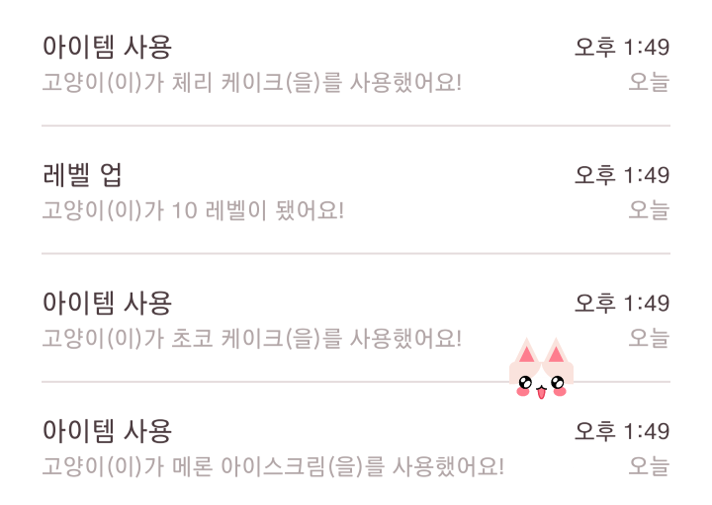 아이템 사용 오후 1:49
고양이(이)가 체리 케이크(을)를 사용했어요! 오늘
레벨 업 오후 1:49
고양이(이)가 10 레벨이 됐어요! 오늘
아이템 사용 오후 1:49
고양이(이)가 초코 케이크(을)를 사용했어요! 오늘
아이템 사용 오후 1:49
고양이(이)가 메론 아이스크림(을)를 사용했어요! 오늘